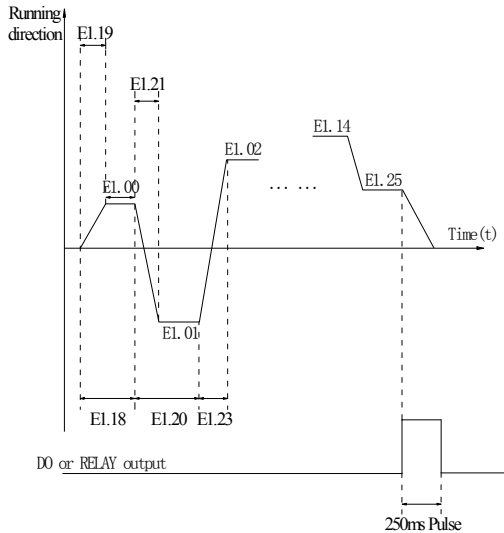 Running
direction
E1.19
E1.21
E1.14
E1.02
E1.00
E1.25
... ...
Time(t)
E1.01
E1.18
E1.20
E1.23
DO or RELAY output
250ms Pulse